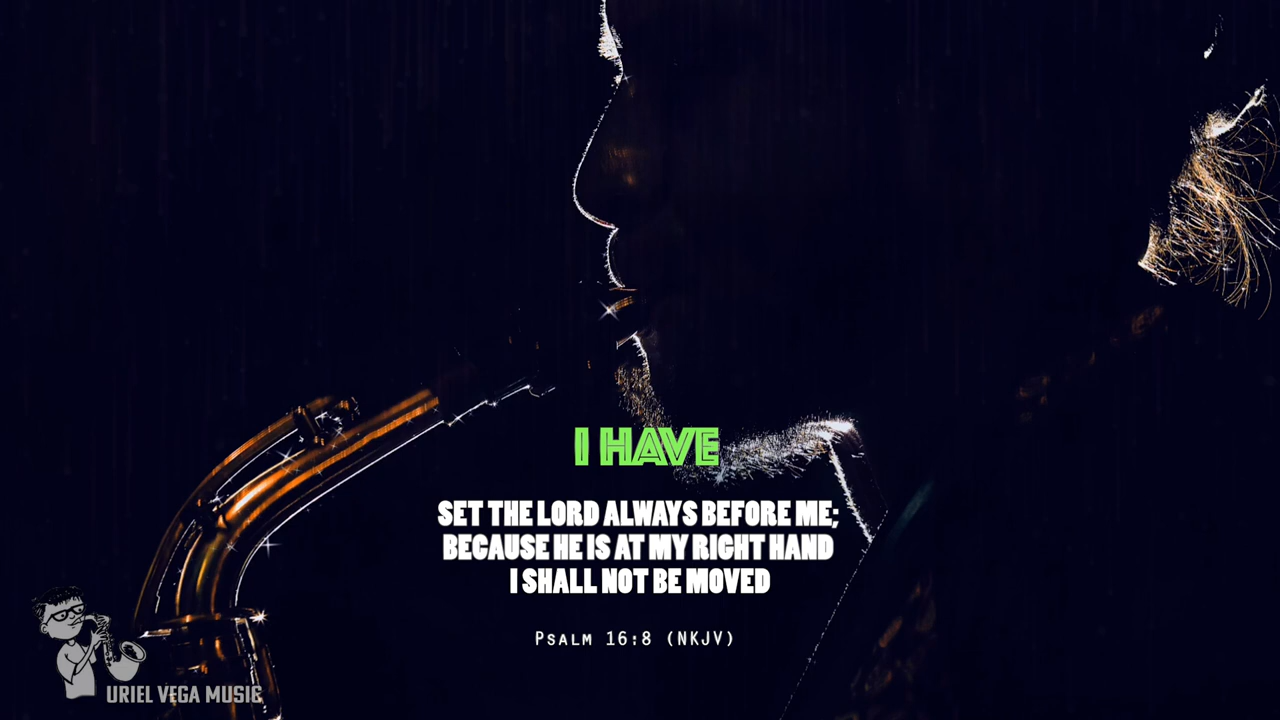 I HAVE
SET THE LORD ALWAYS BEFORE ME;
BECAUSE HE IS AT MY RIGHT HAND
I SHALL NOT BE MOVED
Psalm 16:8 (NKJV)
URIEL VEGA MUSIC